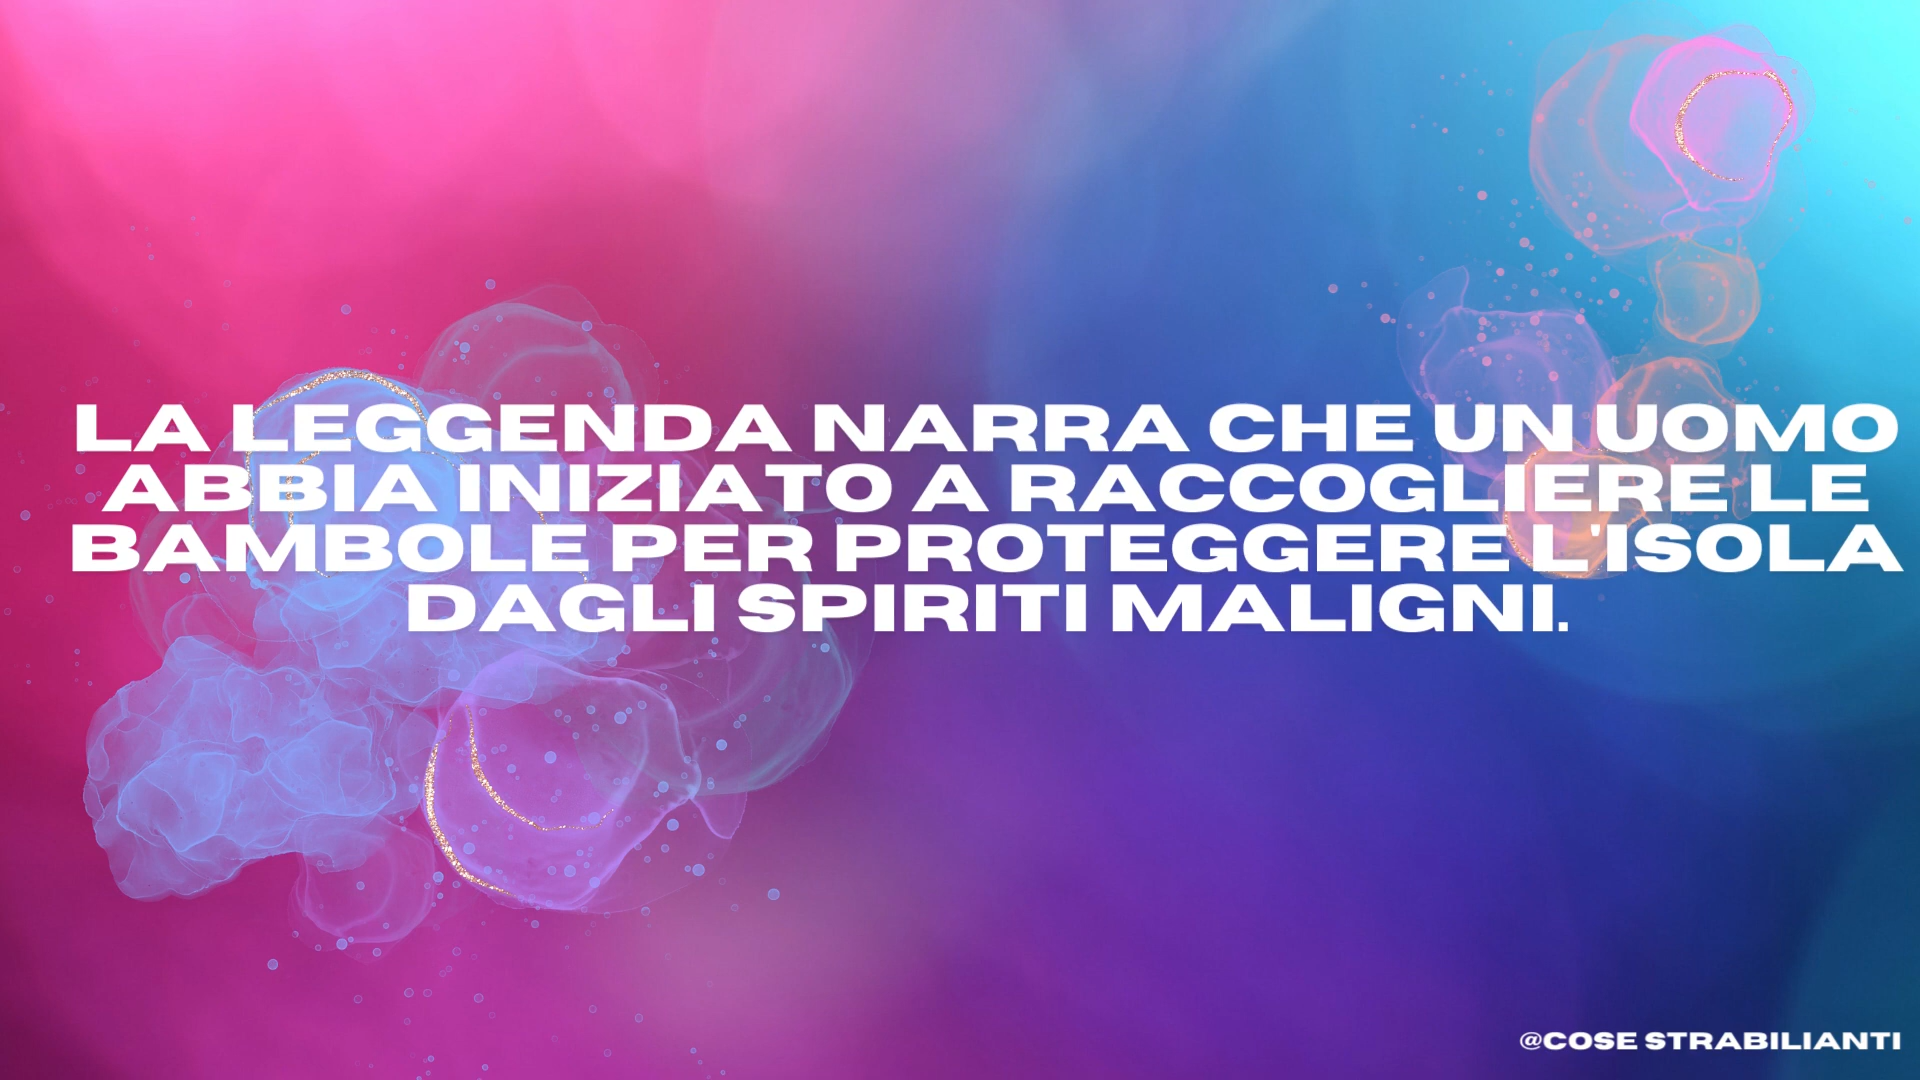 LA LEGGENDA NARRA CHE UN UOMO
ABBIA INIZIATO A RACCOGLIERE LE
BAMBOLE PER PROTEGGERE L'ISOLA
DAGLI SPIRITI MALIGNI.
@COSE STRABILIANTI